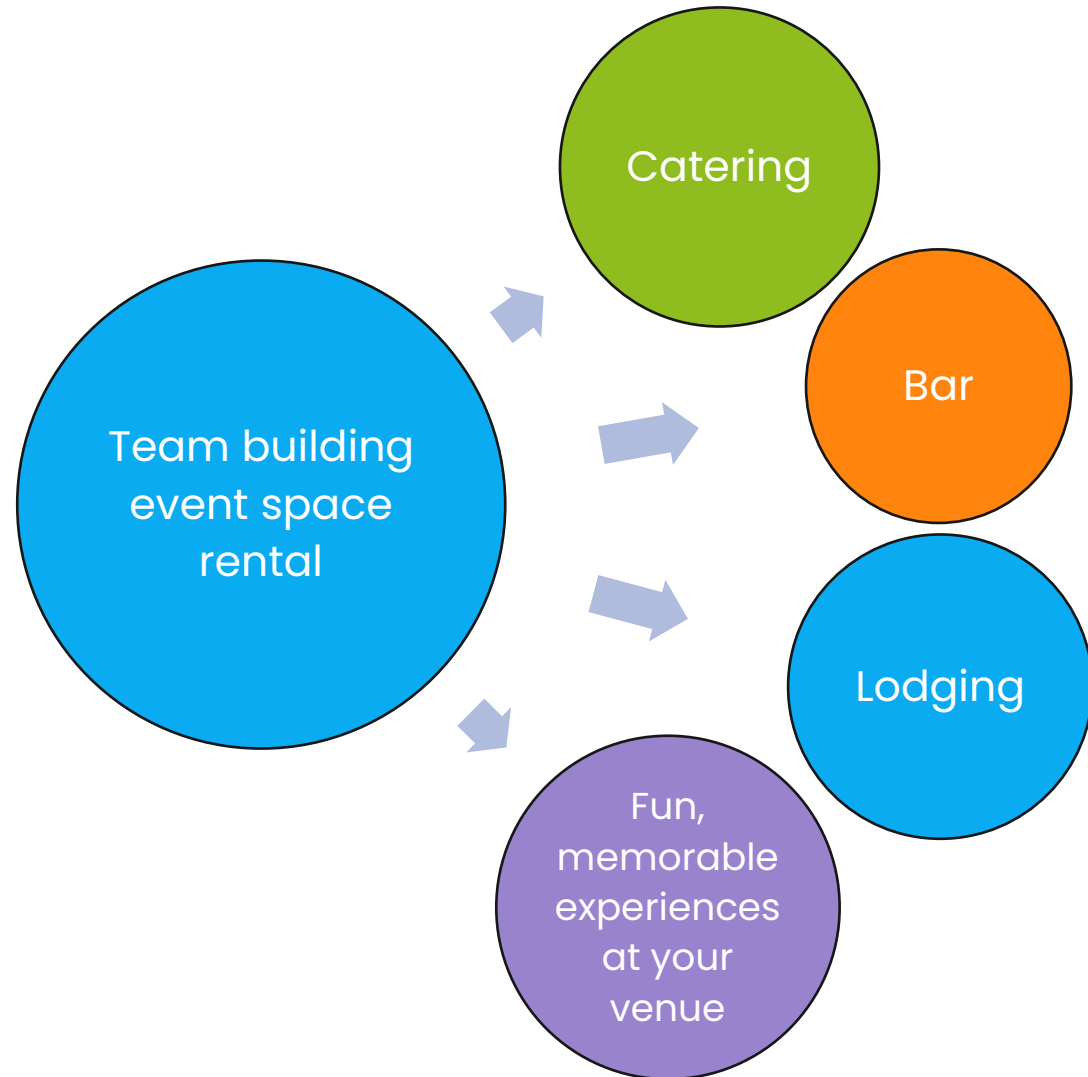 Catering
Bar
Team building
event space
rental
Lodging
Fun,
memorable
experiences
at your
venue